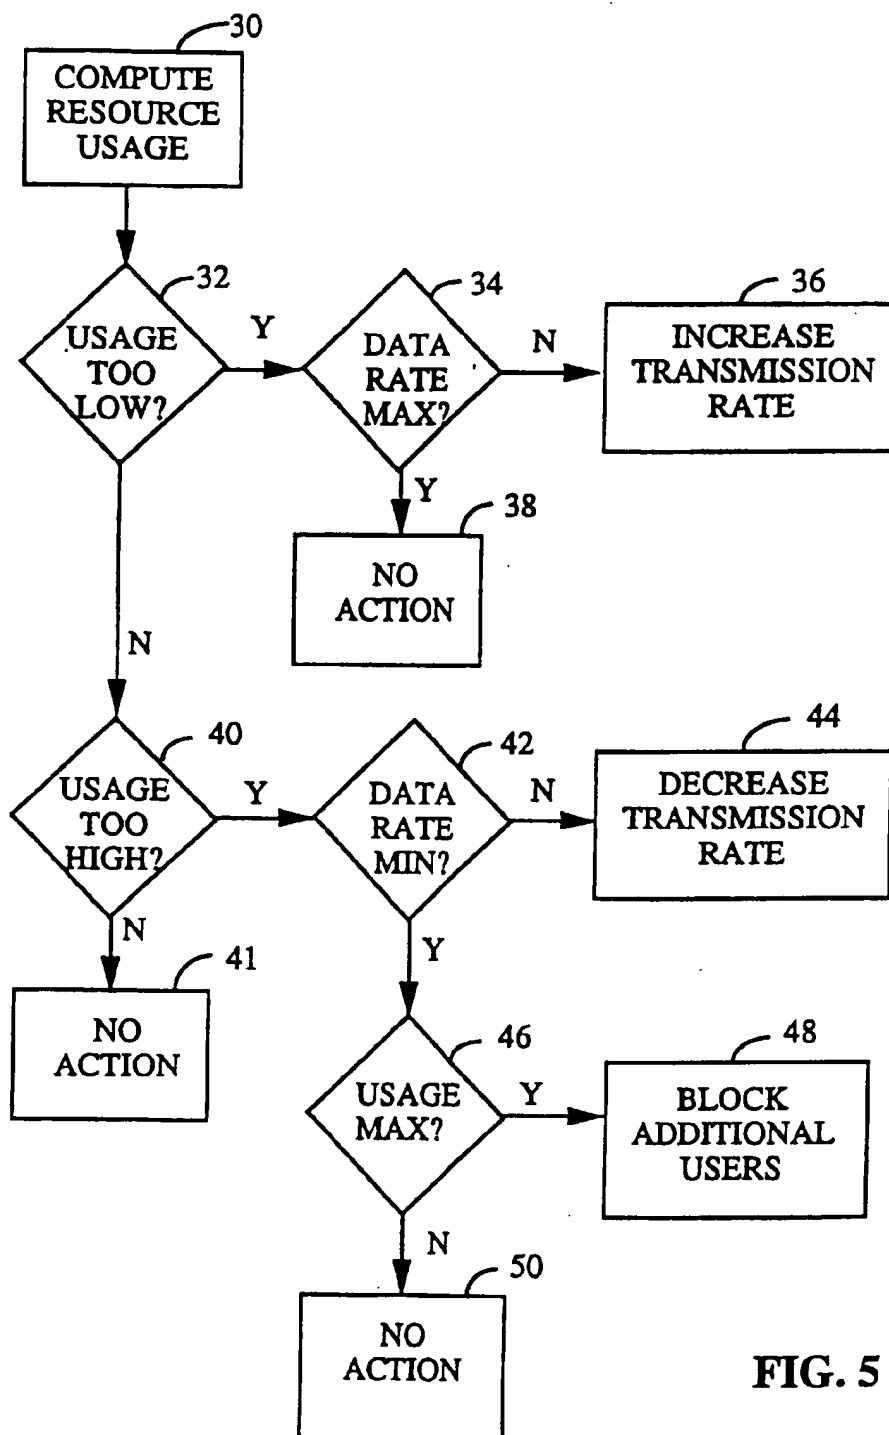 30
COMPUTE
RESOURCE
USAGE
32
USAGE
TOO
LOW?
Y
34
DATA
RATE
MAX?
N
36
INCREASE
TRANSMISSION
RATE
Y
38
NO
ACTION
N
40
USAGE
TOO
HIGH?
Y
42
DATA
RATE
MIN?
N
44
DECREASE
TRANSMISSION
RATE
N
41
NO
ACTION
Y
46
USAGE
MAX?
Y
48
BLOCK
ADDITIONAL
USERS
N
50
NO
ACTION
FIG. 5